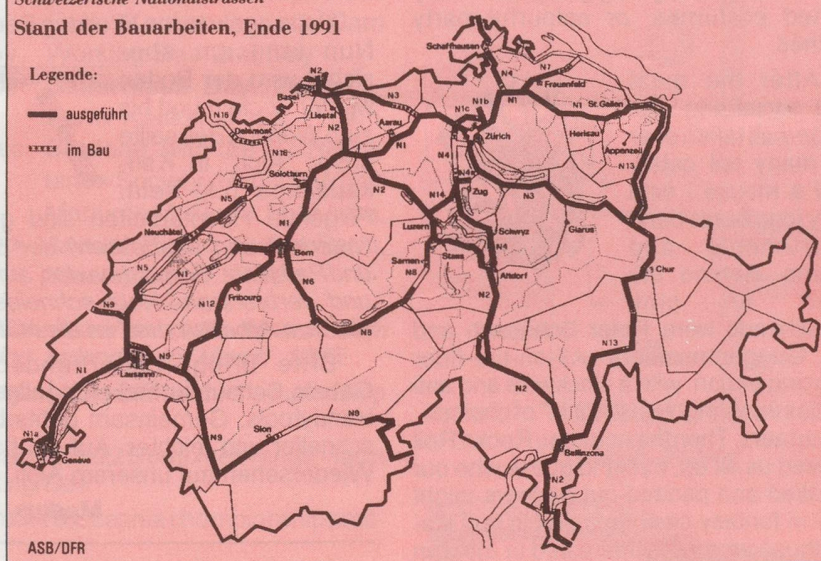 Schweizerische Nationalstrassen
Stand der Bauarbeiten, Ende 1991
Legende:
ausgeführt
im Bau
Schaffhausen
N4
N7
Frauenfeld
N1
N1
St. Gallen
N2
Basel
Liestal
N3
N2
Aarau
N1
N1c
N1b
Zürich
Herisau
Appenzell
N13
N16
Delémont
N16
Solothurn
N4
N4a
Zug
N14
N3
N2
N5
N1
Luzern
Schwyz
N4
Glarus
Neuchâtel
Bern
Sarnen
N8
Stans
Altdorf
N2
Chur
N5
N1
N12
Fribourg
N6
N8
N9
N13
N1
Lausanne
N9
N2
N9
Sion
N9
N1a
Genève
Bellinzona
N2
ASB/DFR